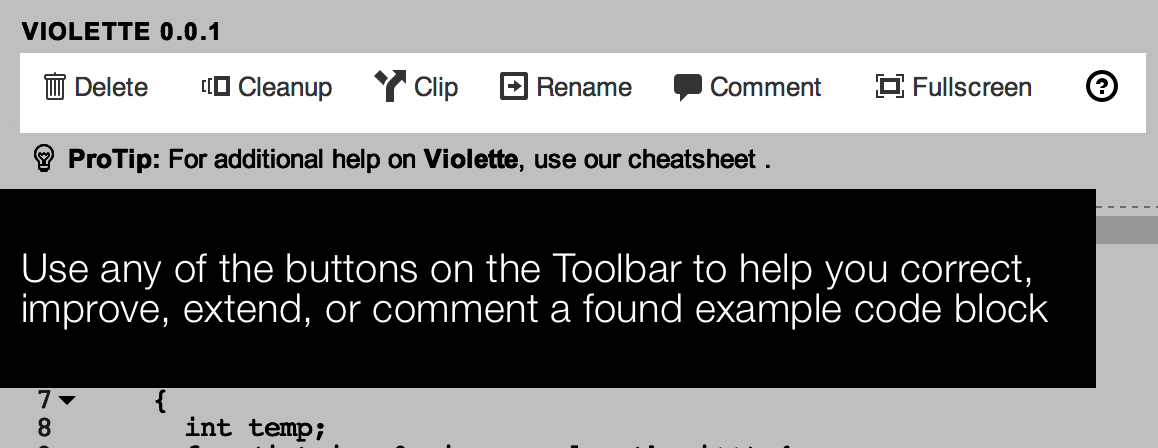 VIOLETTE 0.0.1
Delete Cleanup Clip Rename Comment Fullscreen ?
ProTip: For additional help on Violette, use our cheatsheet .
Use any of the buttons on the Toolbar to help you correct,
improve, extend, or comment a found example code block
7 {
8 int temp;